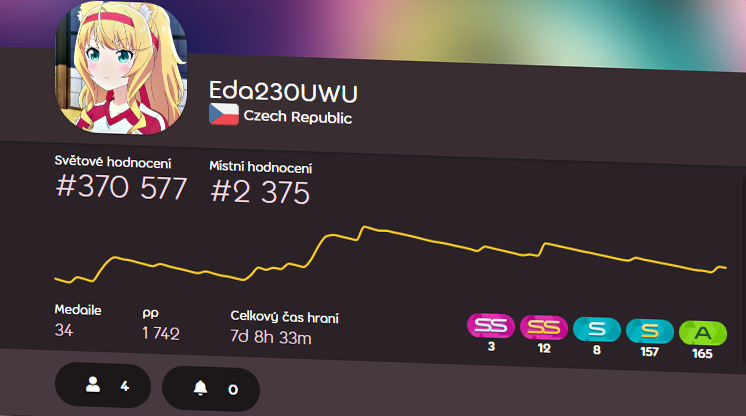 Eda230UWU
Czech Republic
Světové hodnocení
Místní hodnocení
#370 577
#2 375
Medaile
pp
Celkový čas hraní
34
1 742
7d 8h 33m
SS
SS
S
S
A
3
12
8
157
165
4
0